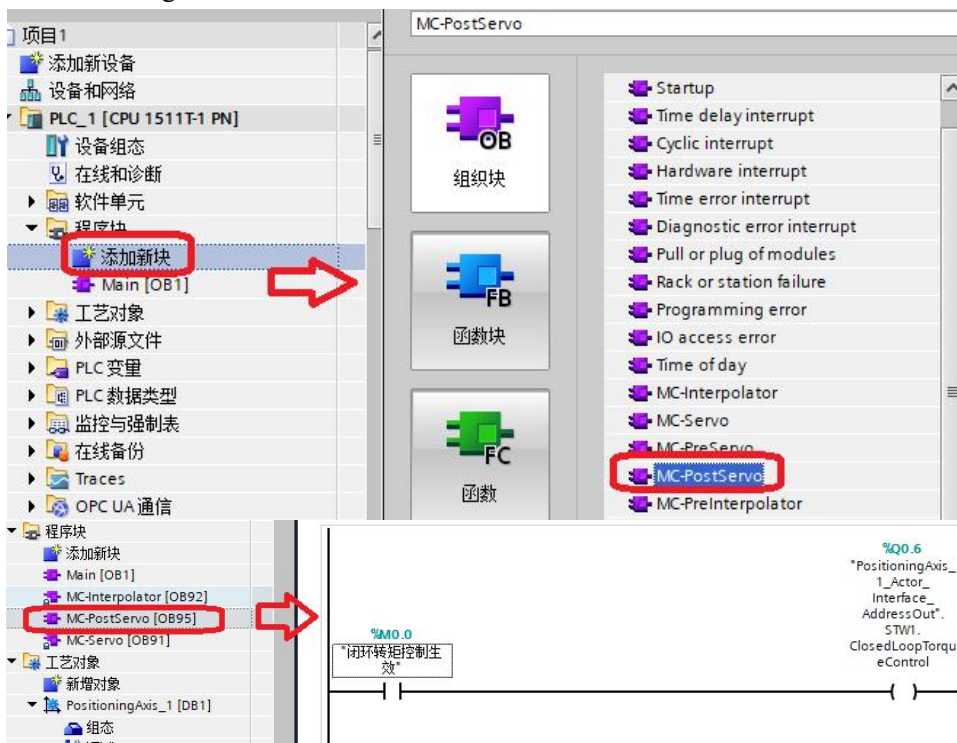 MC-PostServo
项目1
添加新设备
设备和网络
PLC_1 [CPU 1511T-1 PN]
设备组态
在线和诊断
软件单元
程序块
添加新块
Main [OB1]
工艺对象
外部源文件
PLC 变量
PLC 数据类型
监控与强制表
在线备份
Traces
OPC UA 通信
OB
组织块
FB
函数块
FC
函数
Startup
Time delay interrupt
Cyclic interrupt
Hardware interrupt
Time error interrupt
Diagnostic error interrupt
Pull or plug of modules
Rack or station failure
Programming error
IO access error
Time of day
MC-Interpolator
MC-Servo
MC-PreServo
MC-PostServo
MC-PreInterpolator
程序块
添加新块
Main [OB1]
MC-Interpolator [OB92]
MC-PostServo [OB95]
MC-Servo [OB91]
工艺对象
新增对象
PositioningAxis_1 [DB1]
组态
%M0.0
"闭环转矩控制生
效"
%Q0.6
"PositioningAxis_
1_Actor_
Interface_
AddressOut".
STW1.
ClosedLoopTorqu
eControl